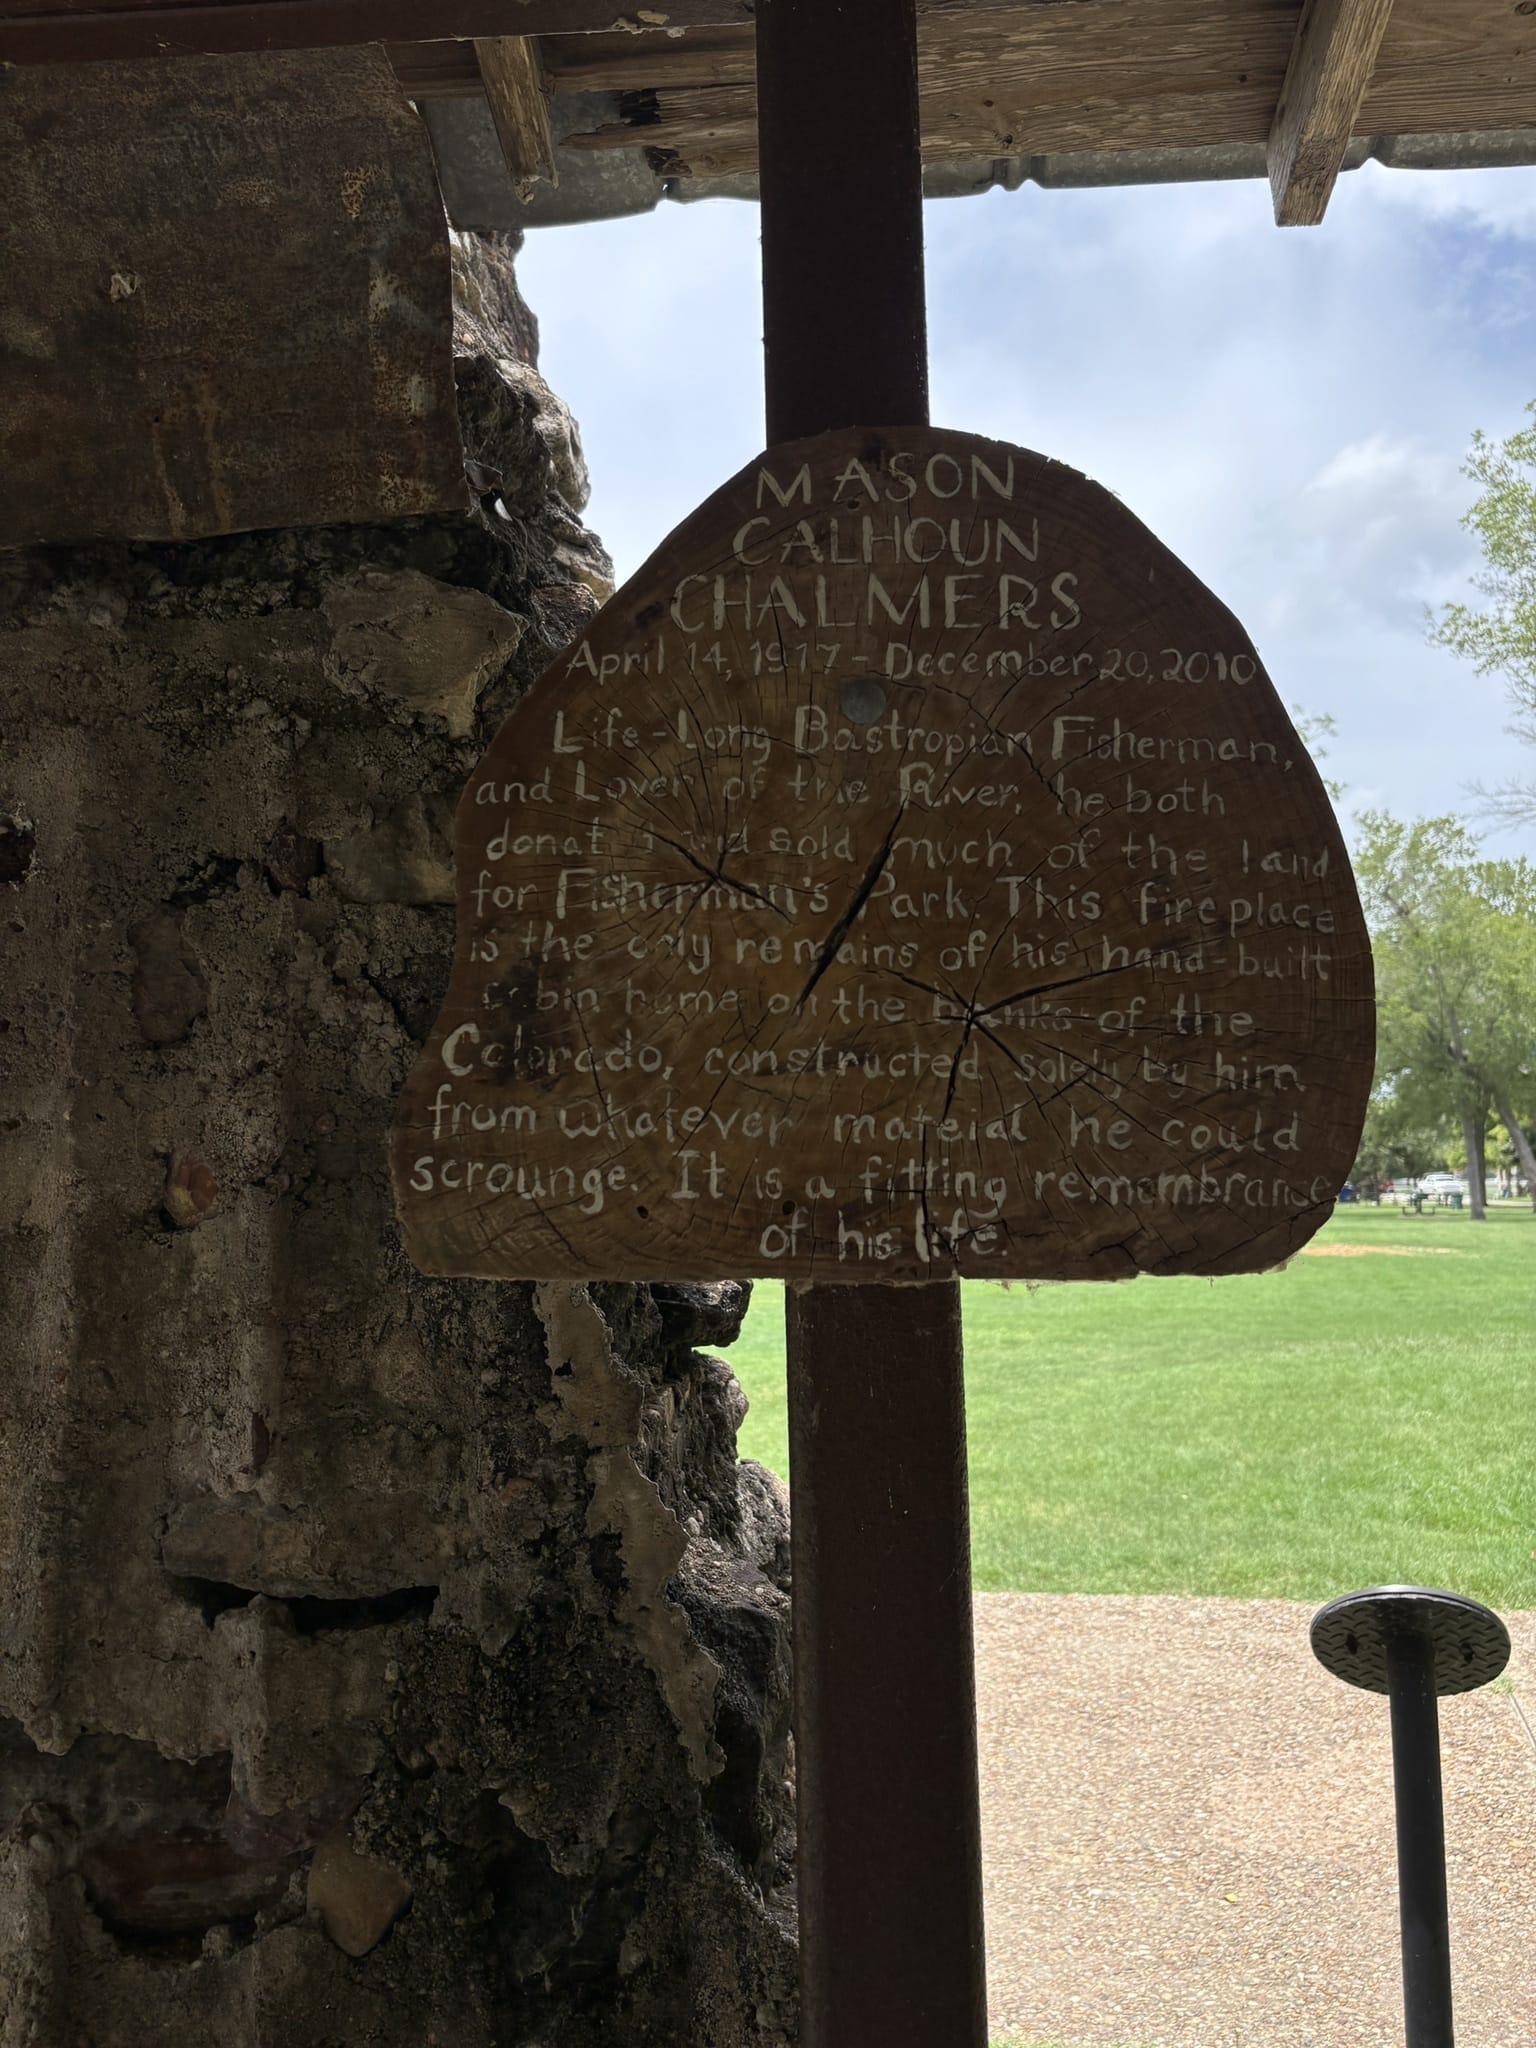 MASON
CALHOUN
CHALMERS
April 14, 1917 - December 20, 2010
Life-Long Bastropian Fisherman,
and Lover of the River, he both
donat and sold much of the land
for Fisherman's Park. This fireplace
is the only remains of his hand-built
cabin home on the banks of the
Colorado, constructed solely by him
from whatever mateial he could
scrounge. It is a fitting remembrance
of his life.